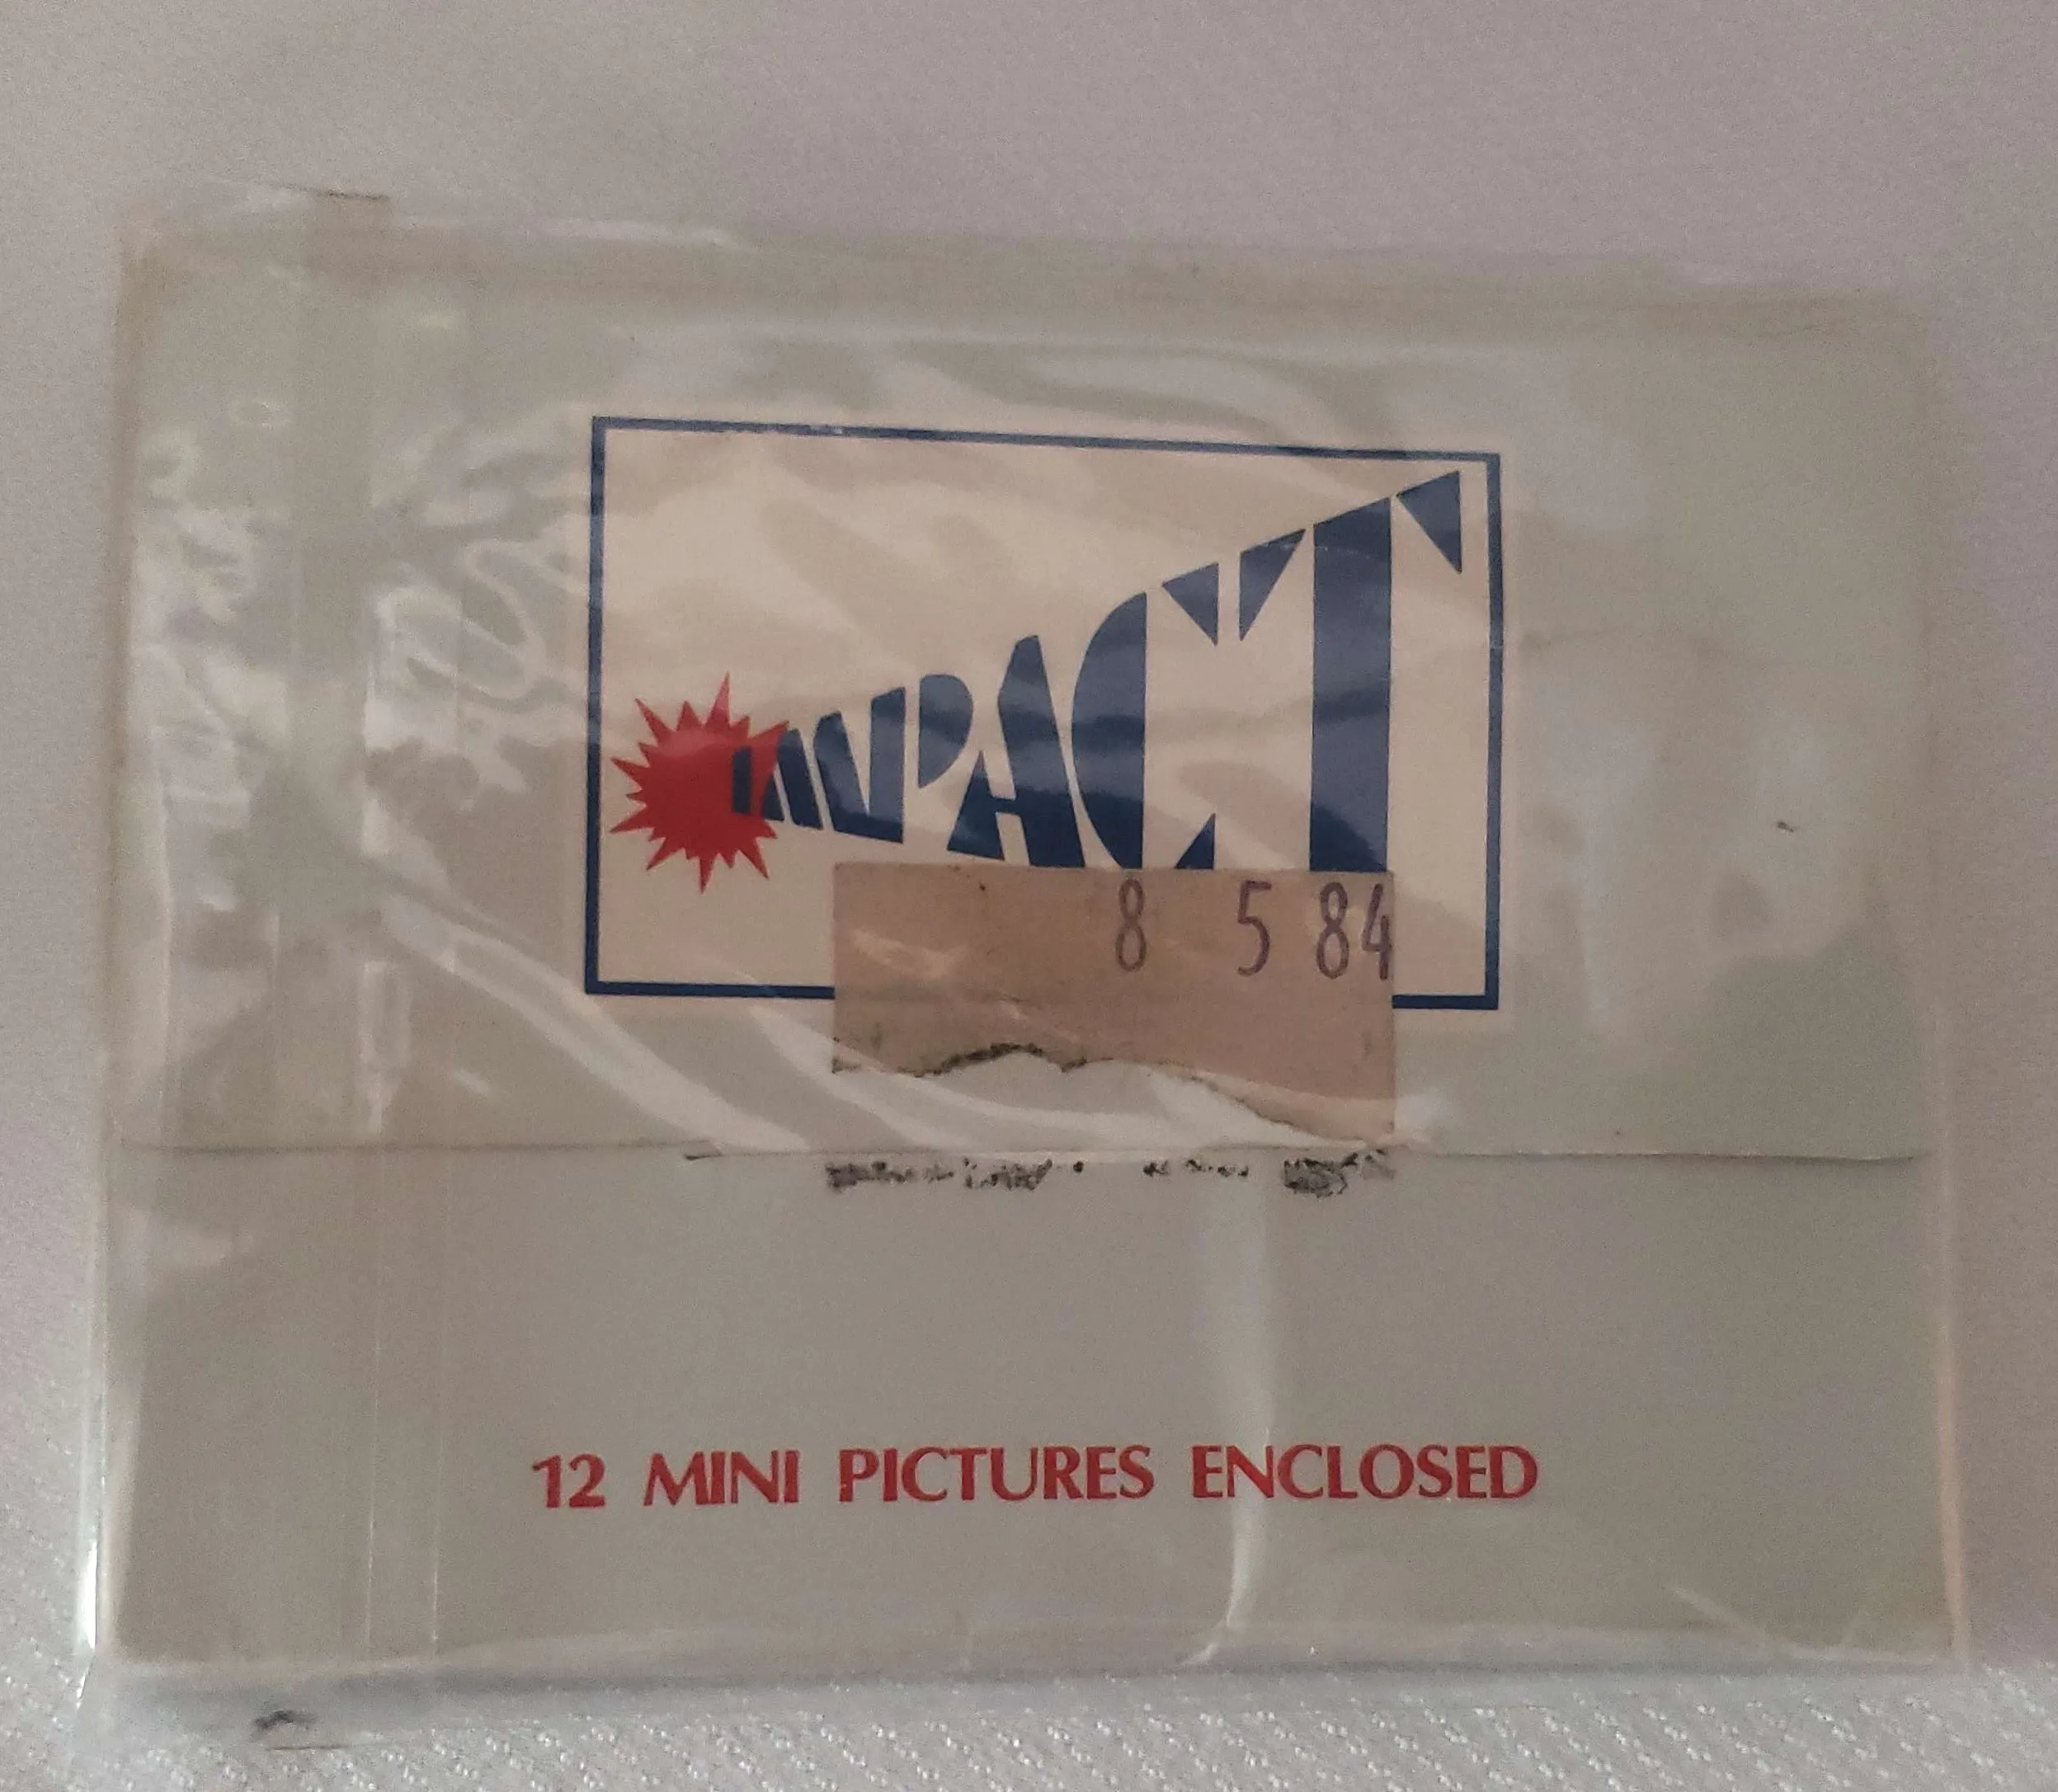 IMPACT
8 5 84
12 MINI PICTURES ENCLOSED